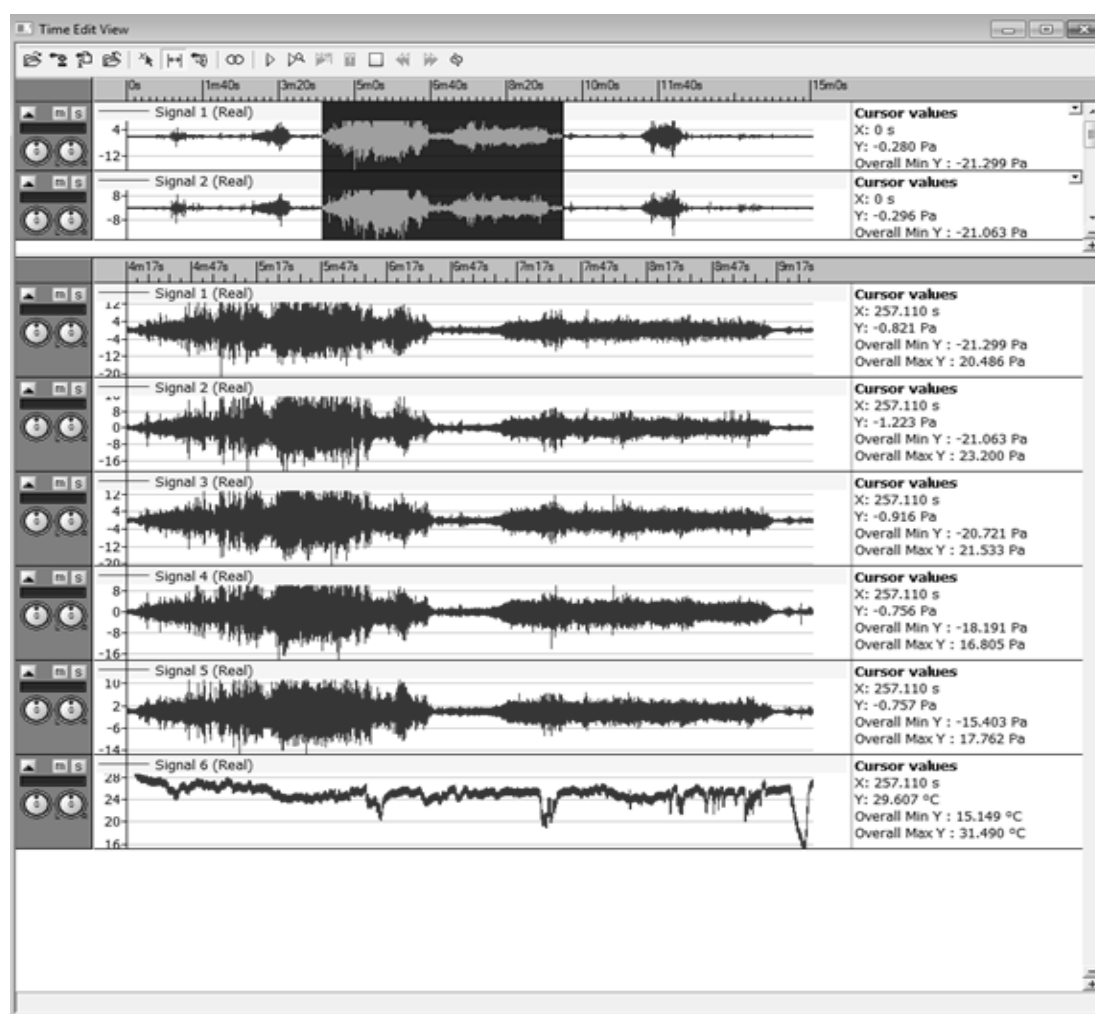 Time Edit View
0s 1m40s 3m20s 5m0s 6m40s 8m20s 10m0s 11m40s 15m0s
m s Signal 1 (Real) Cursor values
4 X: 0 s
Y: -0.280 Pa
-12 Overall Min Y : -21.299 Pa
m s Signal 2 (Real) Cursor values
8 X: 0 s
-8 Y: -0.296 Pa
Overall Min Y : -21.063 Pa
4m17s 4m47s 5m17s 5m47s 6m17s 6m47s 7m17s 7m47s 8m17s 8m47s 9m17s
m s Signal 1 (Real) Cursor values
12 X: 257.110 s
4 Y: -0.821 Pa
-4 Overall Min Y : -21.299 Pa
-12 Overall Max Y : 20.486 Pa
-20
m s Signal 2 (Real) Cursor values
8 X: 257.110 s
0 Y: -1.223 Pa
-8 Overall Min Y : -21.063 Pa
-16 Overall Max Y : 23.200 Pa
m s Signal 3 (Real) Cursor values
12 X: 257.110 s
4 Y: -0.916 Pa
-4 Overall Min Y : -20.721 Pa
-12 Overall Max Y : 21.533 Pa
-20
m s Signal 4 (Real) Cursor values
8 X: 257.110 s
0 Y: -0.756 Pa
-8 Overall Min Y : -18.191 Pa
-16 Overall Max Y : 16.805 Pa
m s Signal 5 (Real) Cursor values
10 X: 257.110 s
2 Y: -0.757 Pa
-6 Overall Min Y : -15.403 Pa
-14 Overall Max Y : 17.762 Pa
m s Signal 6 (Real) Cursor values
28 X: 257.110 s
24 Y: 29.607 °C
20 Overall Min Y : 15.149 °C
16 Overall Max Y : 31.490 °C